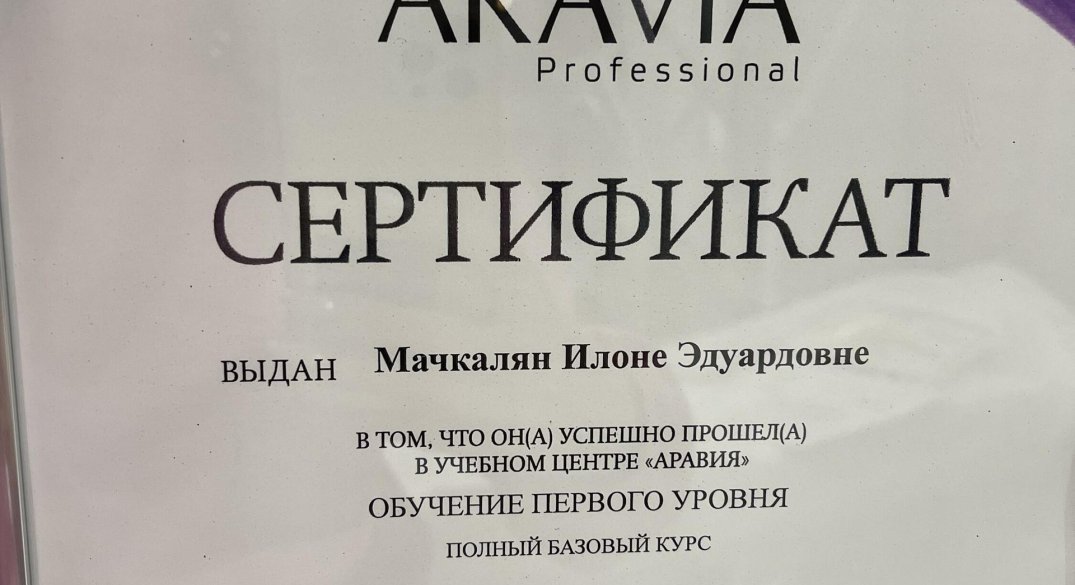 ARAVIA
Professional
СЕРТИФИКАТ
ВЫДАН Мачкалян Илоне Эдуардовне
В ТОМ, ЧТО ОН(А) УСПЕШНО ПРОШЕЛ(А)
В УЧЕБНОМ ЦЕНТРЕ «АРАВИЯ»
ОБУЧЕНИЕ ПЕРВОГО УРОВНЯ
ПОЛНЫЙ БАЗОВЫЙ КУРС